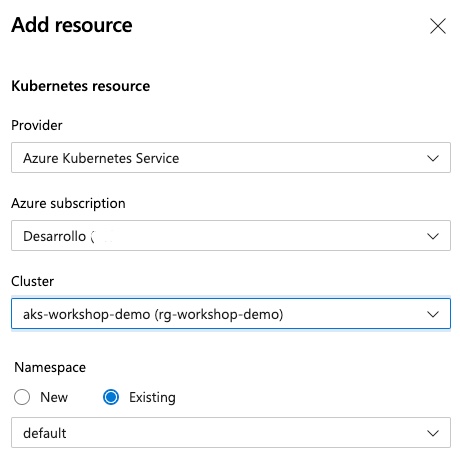 Add resource
Kubernetes resource
Provider
Azure Kubernetes Service
Azure subscription
Desarrollo (
Cluster
aks-workshop-demo (rg-workshop-demo)
Namespace
New Existing
default